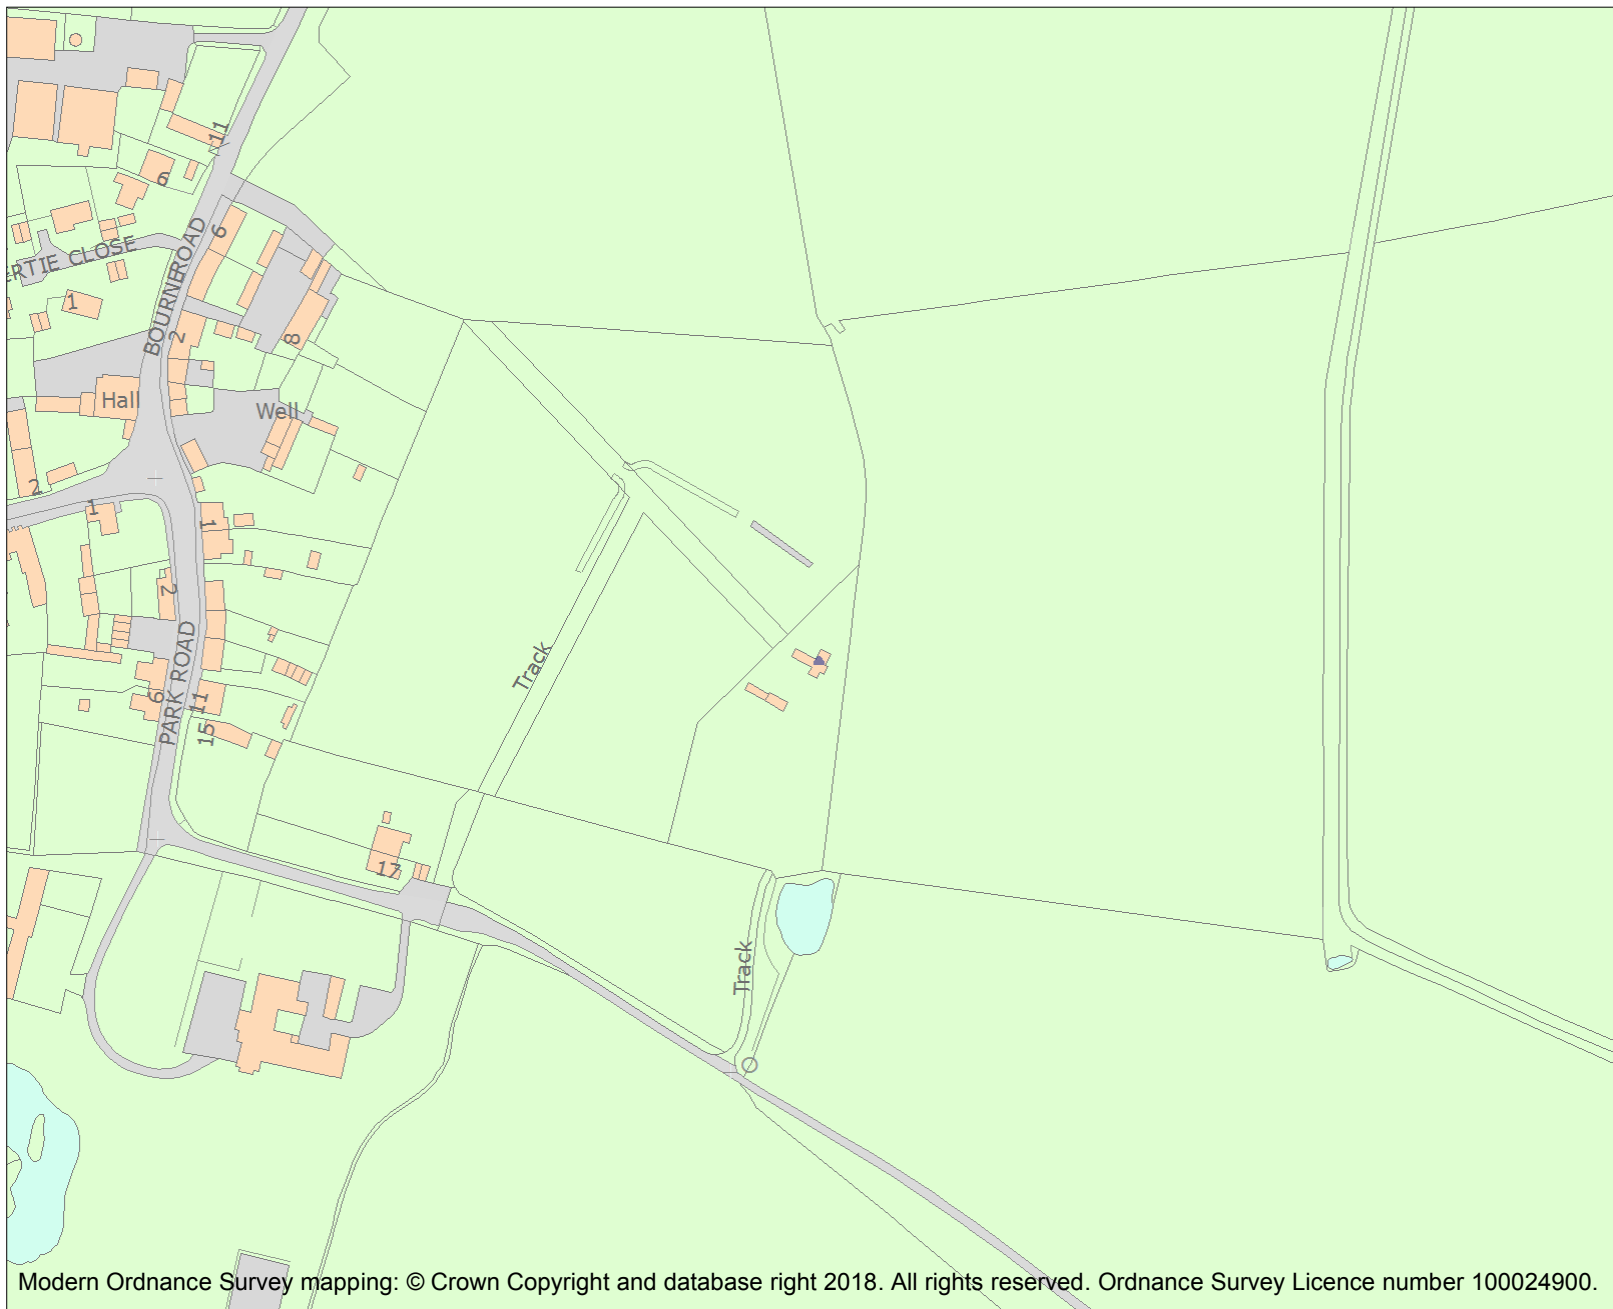 11
6
6
BOURNE ROAD
ERTIE CLOSE
1
2
8
Hall
Well
2
1
1
2
Track
PARK ROAD
6
11
15
17
Track
Modern Ordnance Survey mapping: © Crown Copyright and database right 2018. All rights reserved. Ordnance Survey Licence number 100024900.